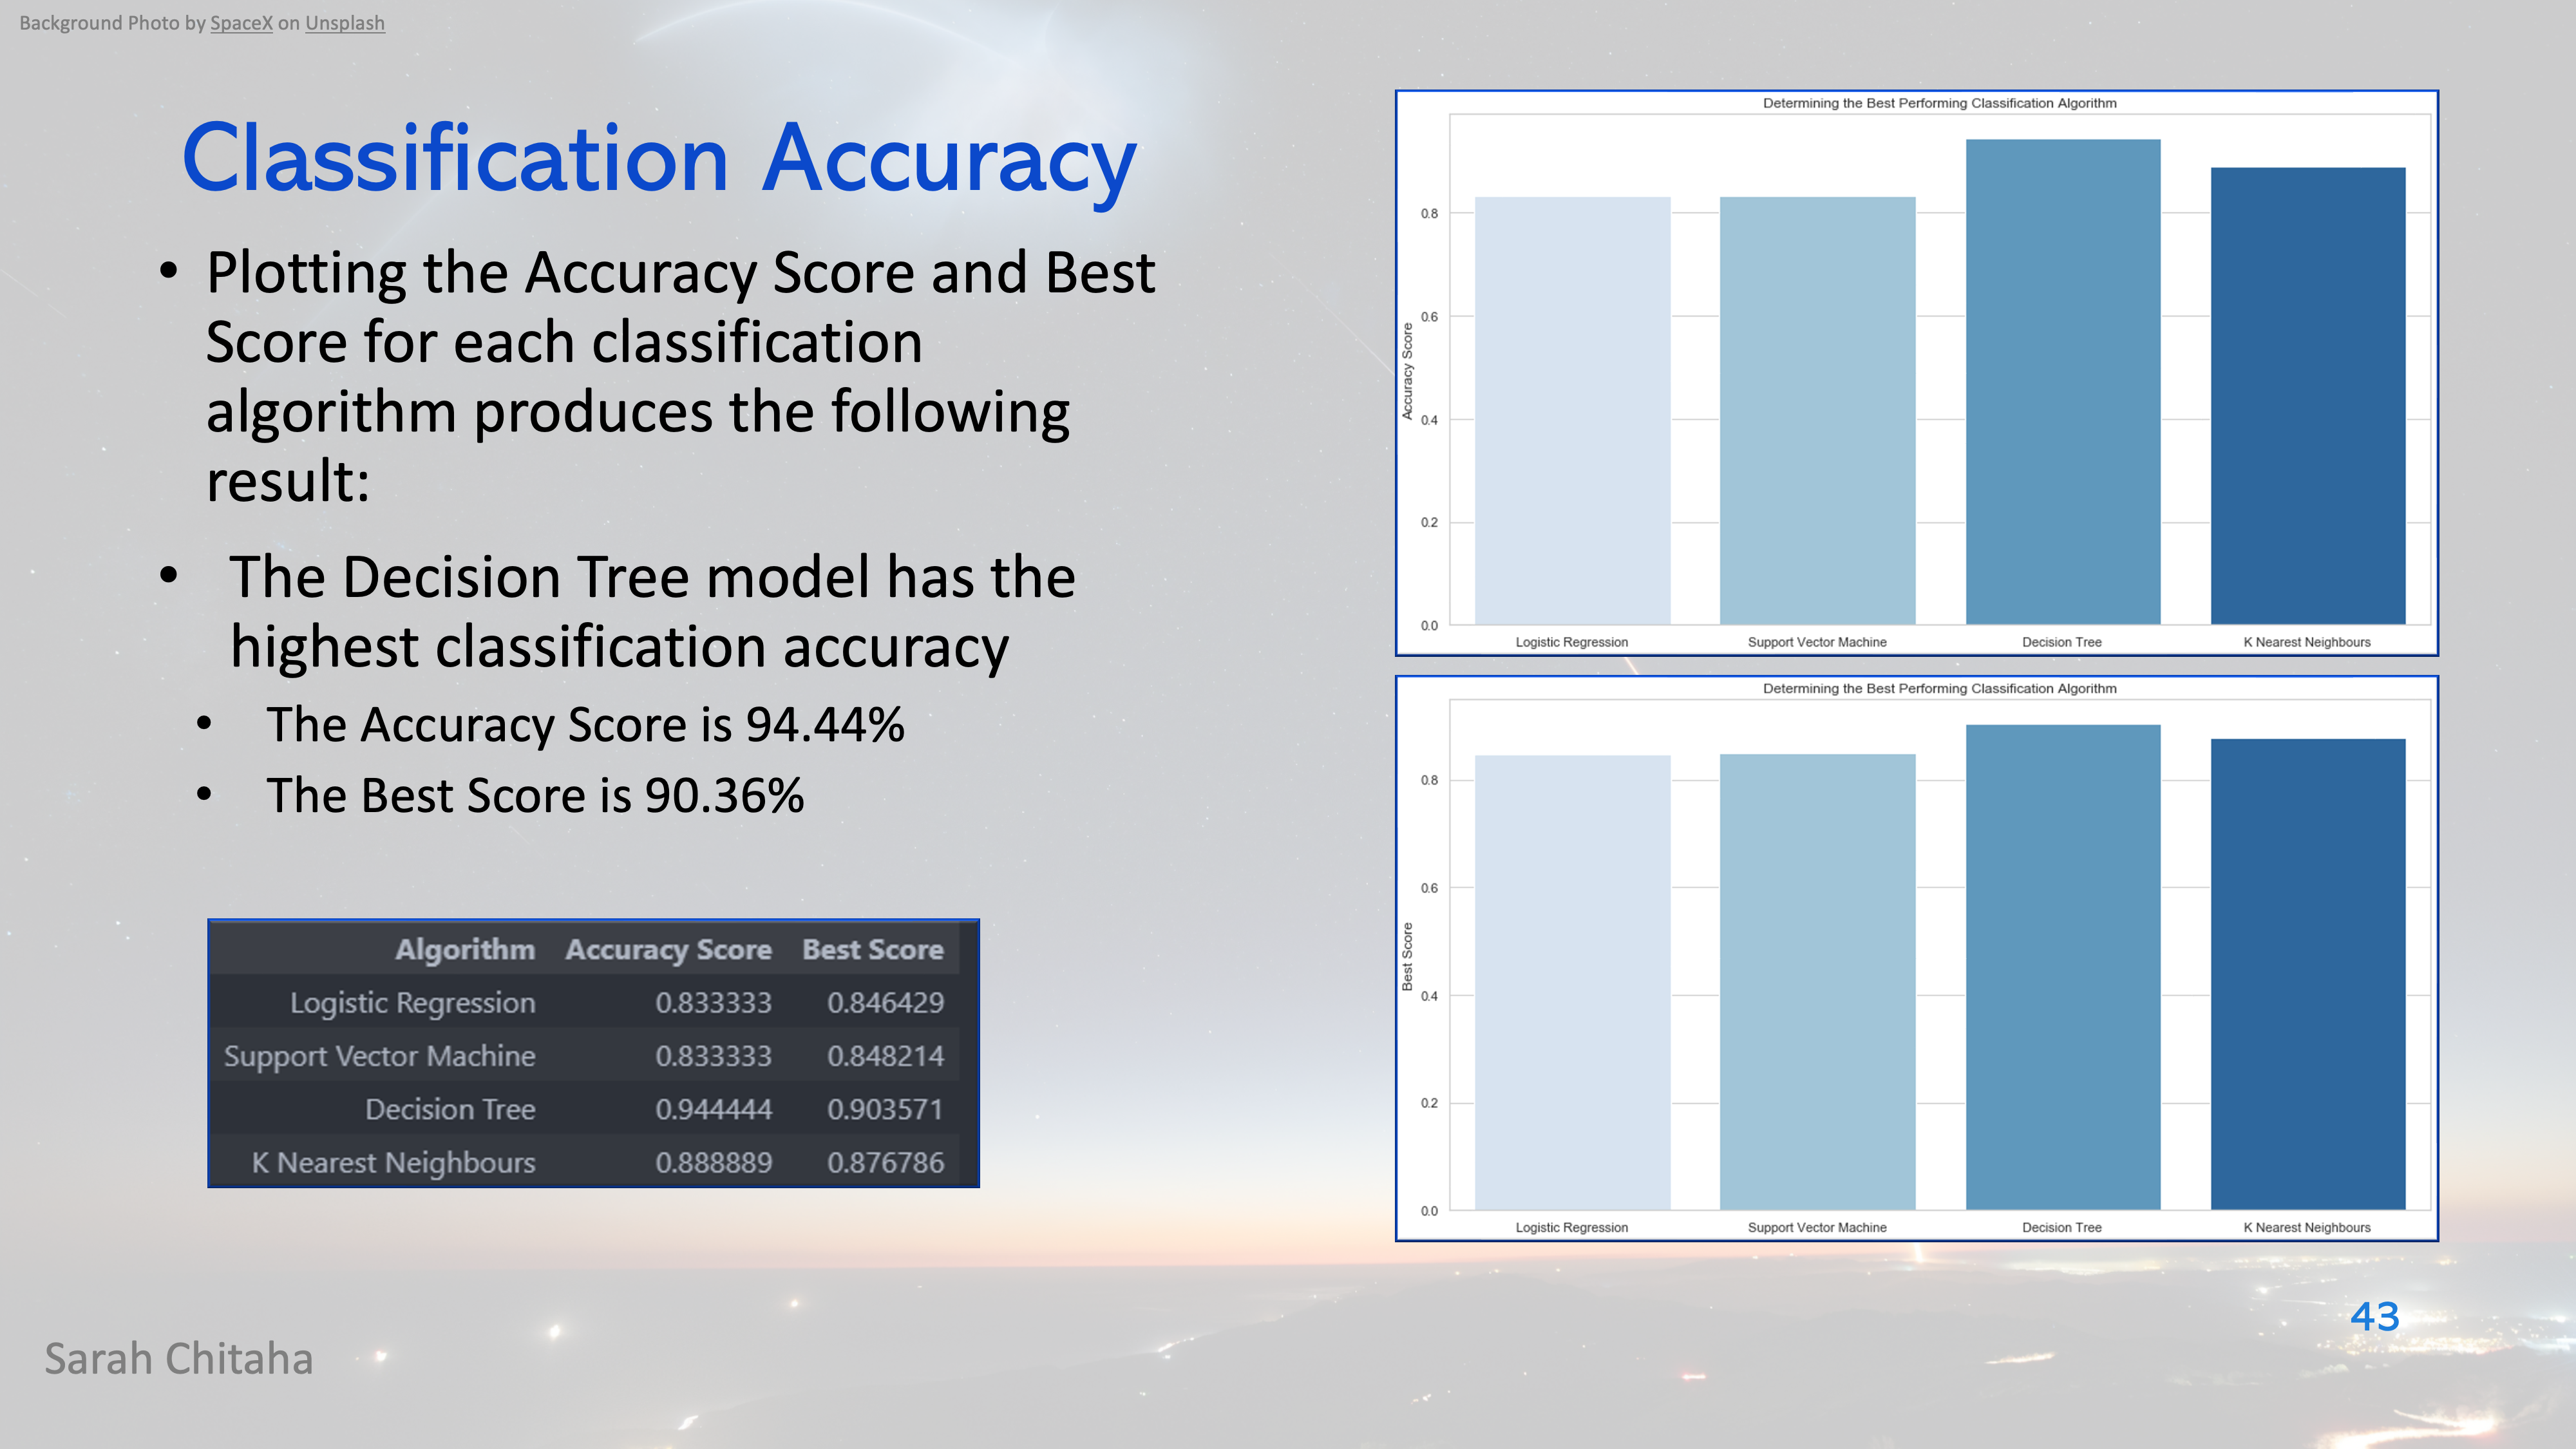 Background Photo by SpaceX on Unsplash
Classification Accuracy
• Plotting the Accuracy Score and Best
Score for each classification
algorithm produces the following
result:
• The Decision Tree model has the
highest classification accuracy
• The Accuracy Score is 94.44%
• The Best Score is 90.36%
Algorithm Accuracy Score Best Score
Logistic Regression 0.833333 0.846429
Support Vector Machine 0.833333 0.848214
Decision Tree 0.944444 0.903571
K Nearest Neighbours 0.888889 0.876786
Determining the Best Performing Classification Algorithm
Accuracy Score
0.8
0.6
0.4
0.2
0.0
Logistic Regression Support Vector Machine Decision Tree K Nearest Neighbours
Determining the Best Performing Classification Algorithm
Best Score
0.8
0.6
0.4
0.2
0.0
Logistic Regression Support Vector Machine Decision Tree K Nearest Neighbours
43
Sarah Chitaha